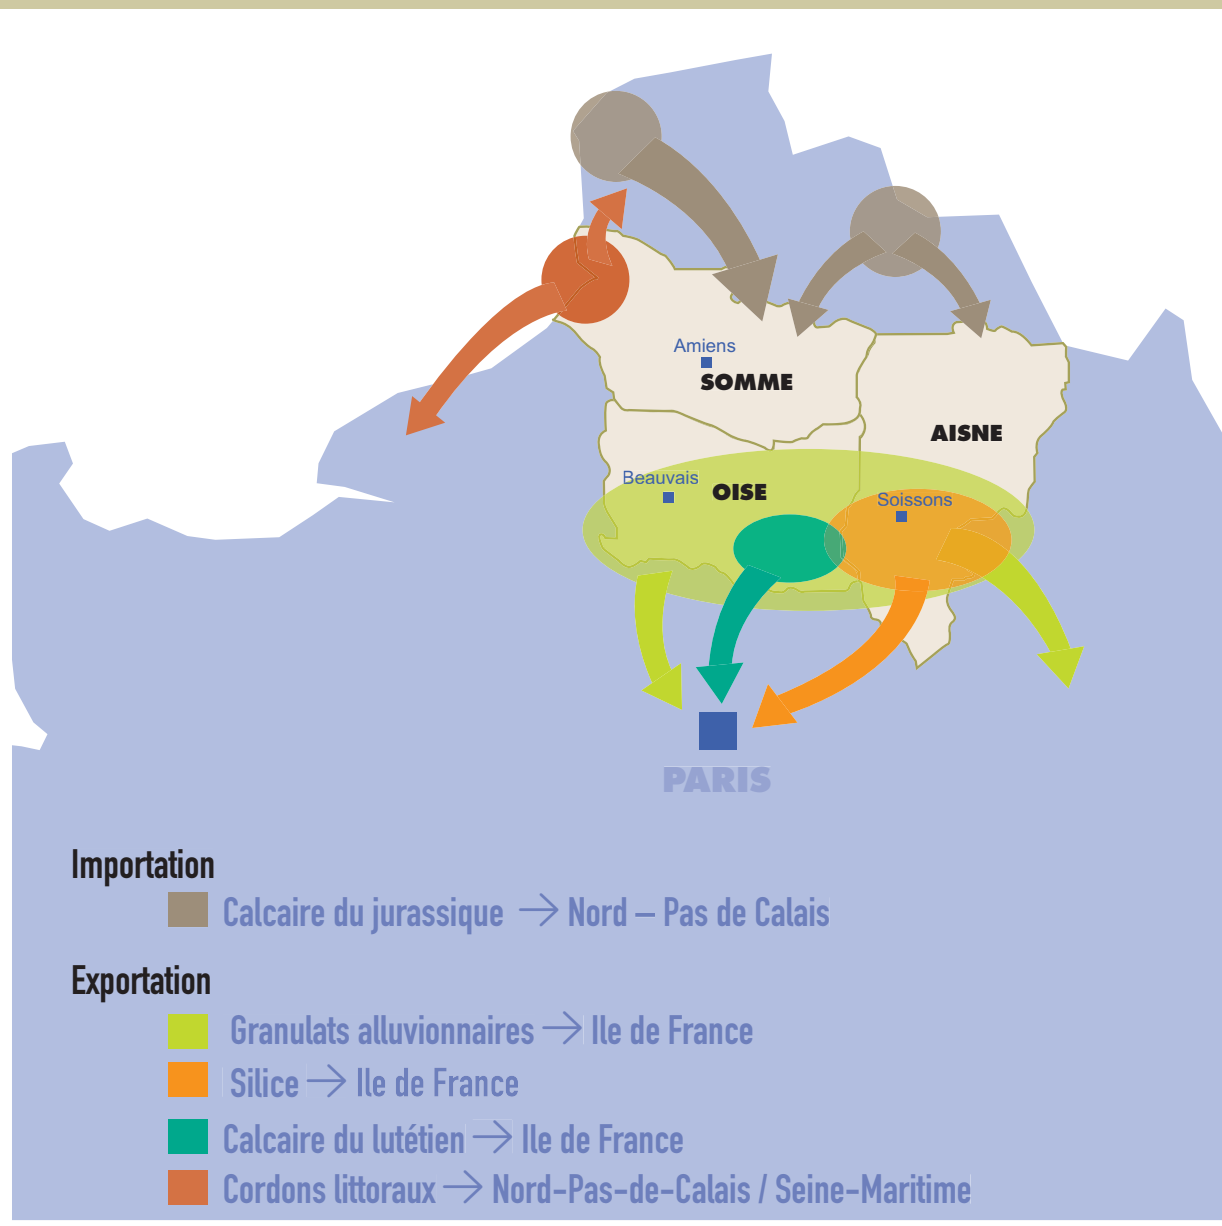 Amiens
SOMME
AISNE
Beauvais
OISE
Soissons
PARIS
Importation
Calcaire du jurassique → Nord – Pas de Calais
Exportation
Granulats alluvionnaires → Ile de France
Silice → Ile de France
Calcaire du lutétien → Ile de France
Cordons littoraux → Nord-Pas-de-Calais / Seine-Maritime